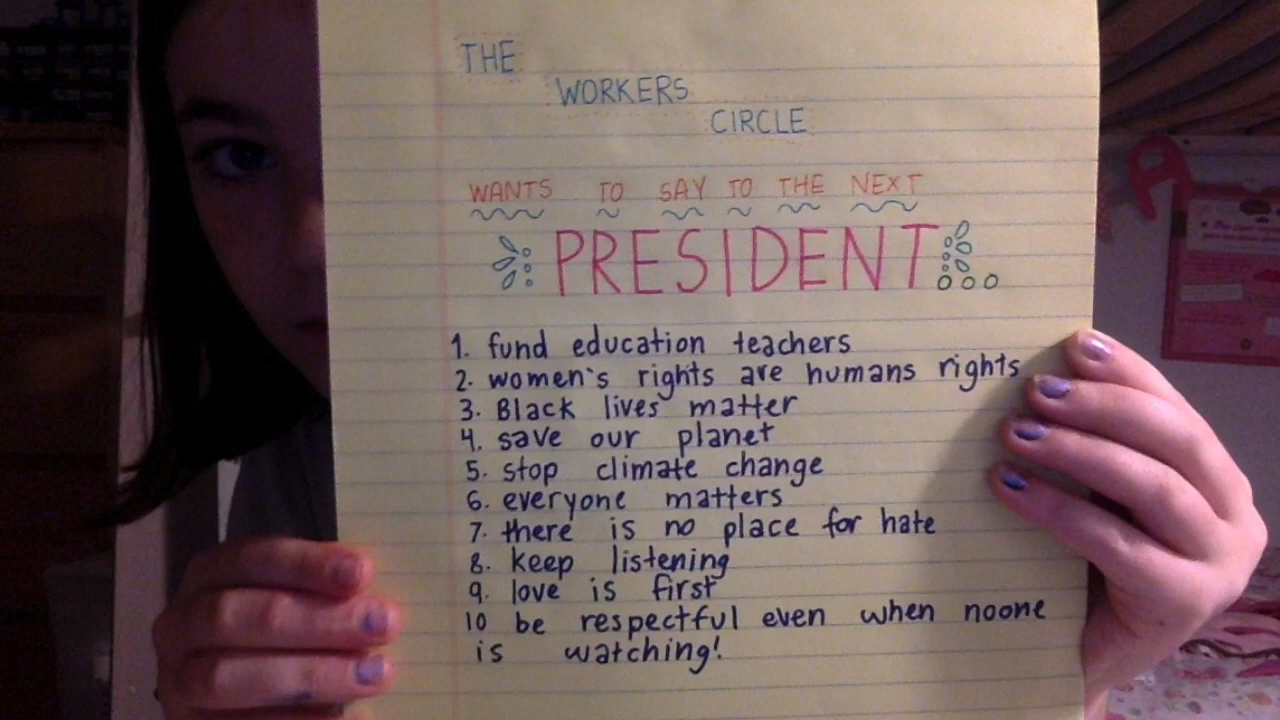 THE
WORKERS
CIRCLE
WANTS TO SAY TO THE NEXT
PRESIDENT
1. fund education teachers
2. women's rights are humans rights
3. Black lives matter
4. save our planet
5. stop climate change
6. everyone matters
7. there is no place for hate
8. keep listening
9. love is first
10 be respectful even when noone
is watching!